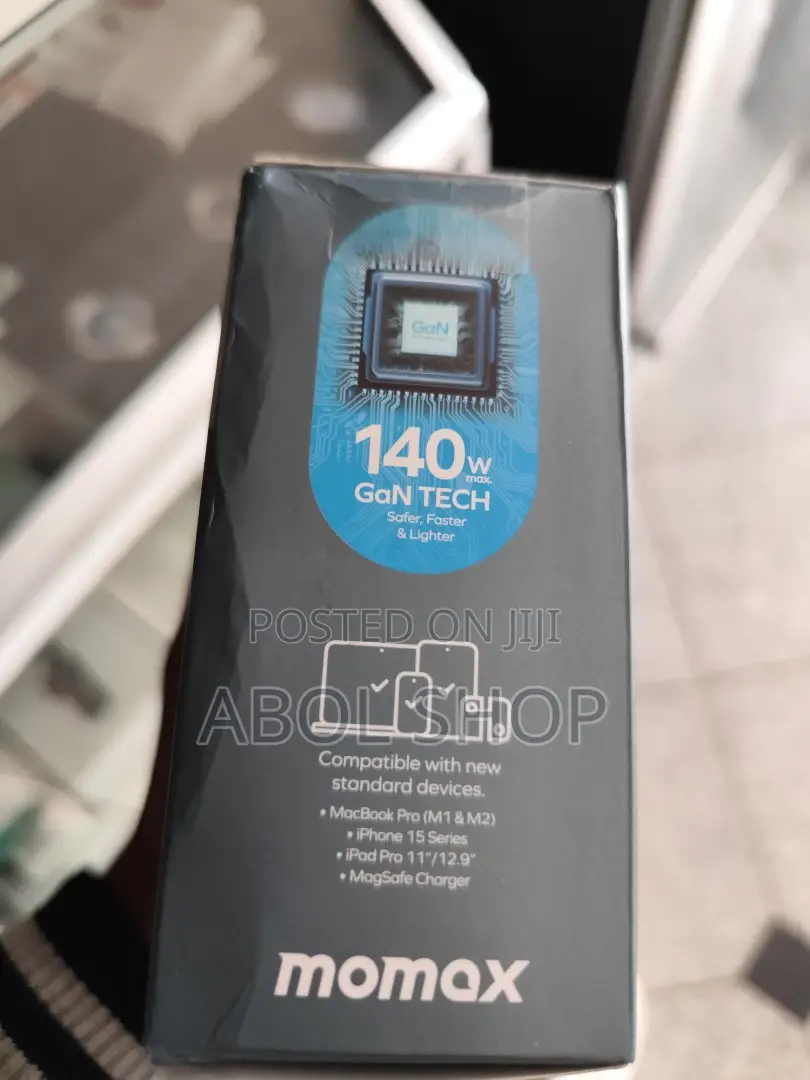 GaN
140w
max.
GaN TECH
Safer, Faster
& Lighter
POSTED ON JIJI
ABOL SHOP
Compatible with new
standard devices.
• MacBook Pro (M1 & M2)
• iPhone 15 Series
• iPad Pro 11"/12.9"
• MagSafe Charger
momax